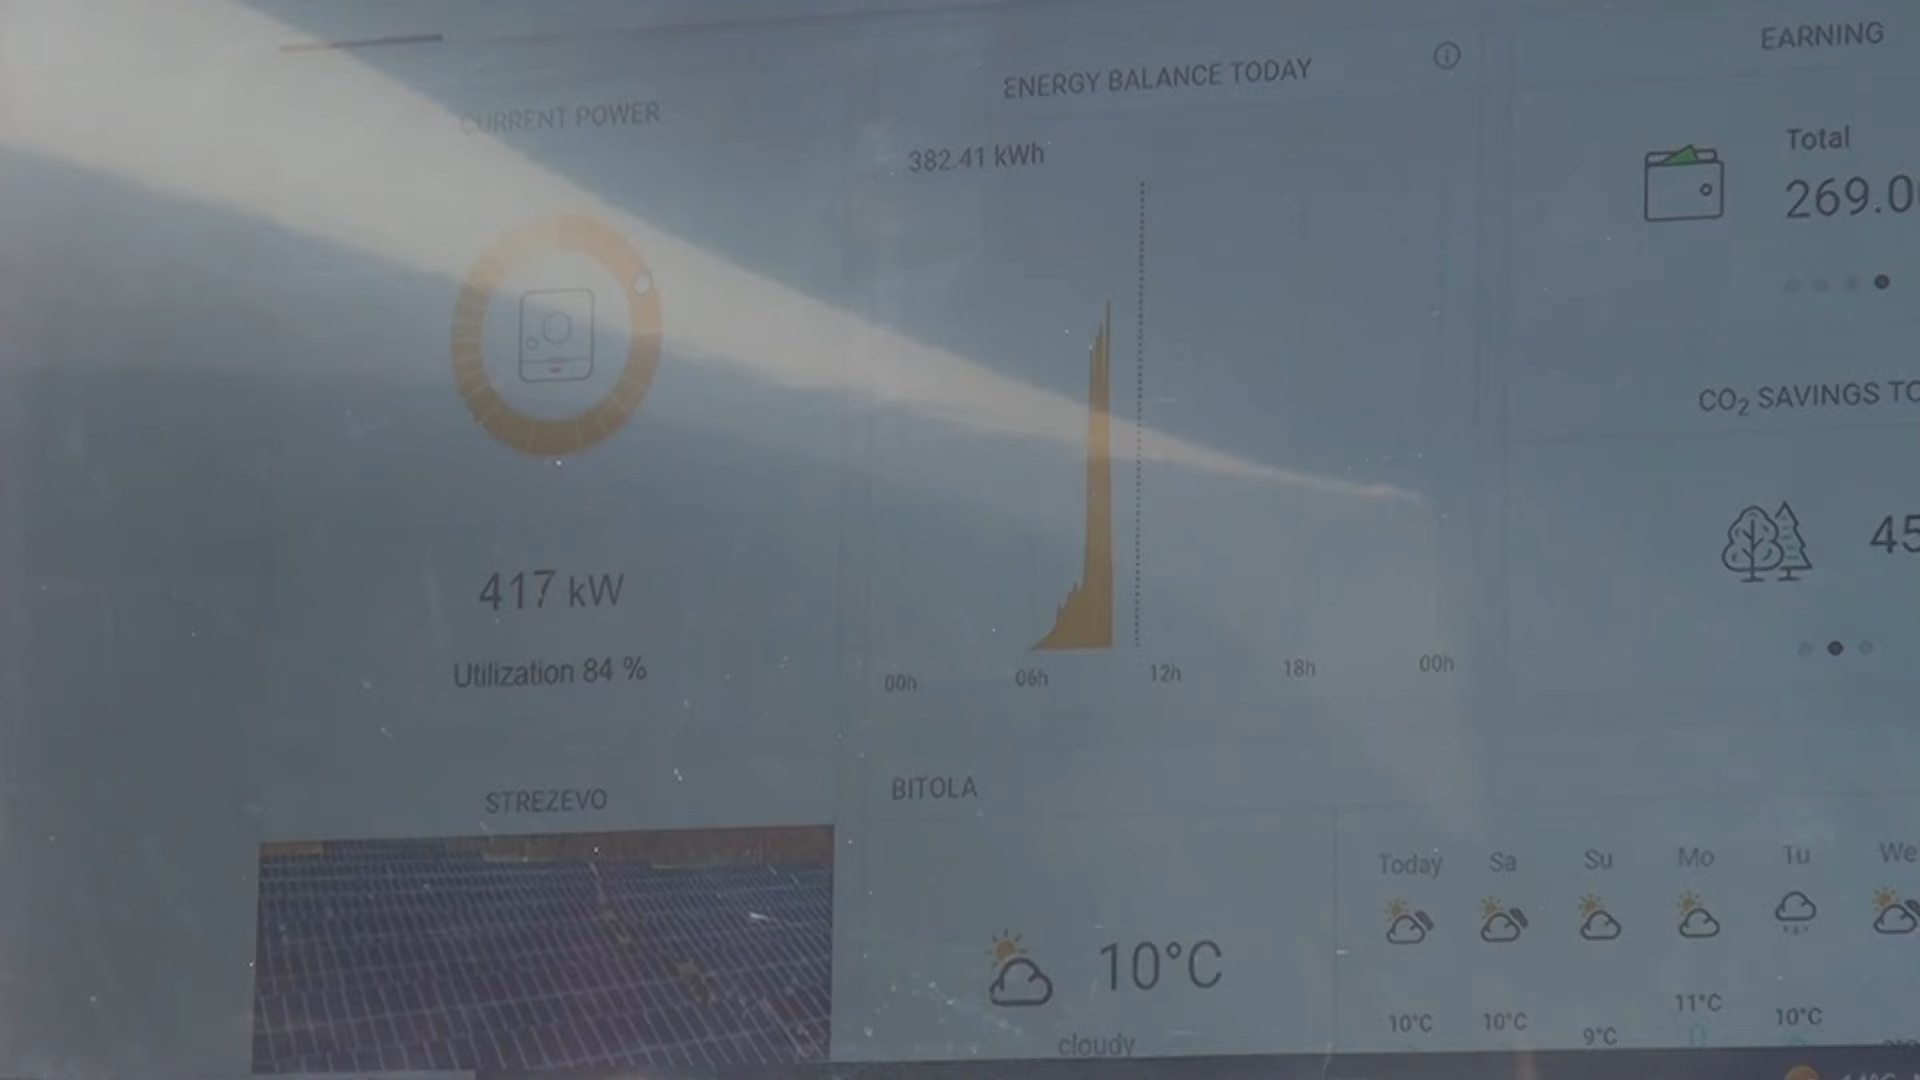 CURRENT POWER
417 kW
Utilization 84 %
STREZEVO
ENERGY BALANCE TODAY
382.41 kWh
00h 06h 12h 18h 00h
BITOLA
10°C
cloudy
Today Sa Su Mo Tu We
10°C 10°C 9°C 11°C 10°C
EARNING
Total
269.0
CO₂ SAVINGS TO
45